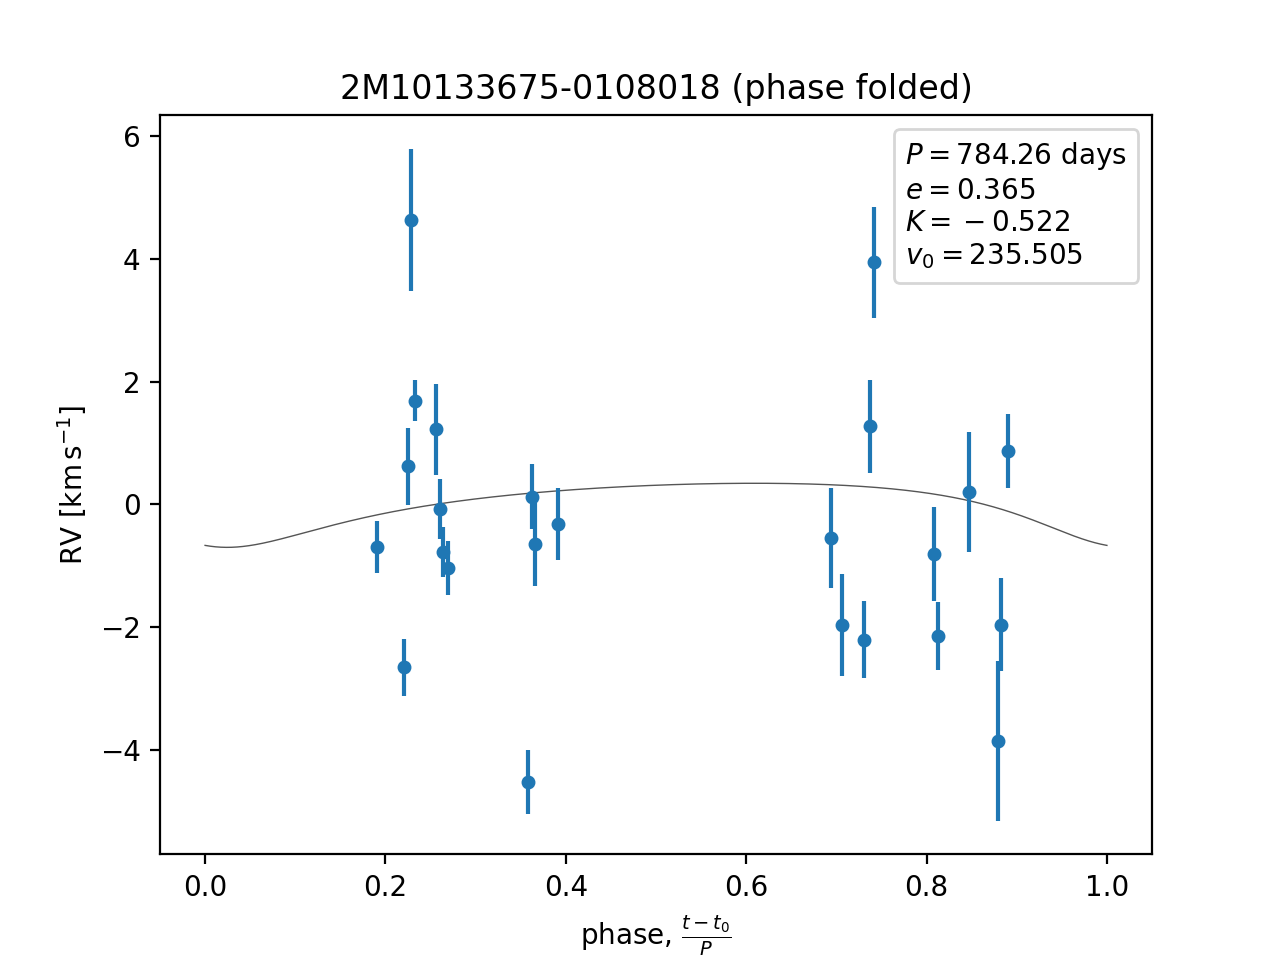 2M10133675-0108018 (phase folded)
P = 784.26 days
e = 0.365
K = −0.522
v₀ = 235.505
6
4
2
0
−2
−4
RV [km s⁻¹]
0.0 0.2 0.4 0.6 0.8 1.0
phase, (t − t₀)/P